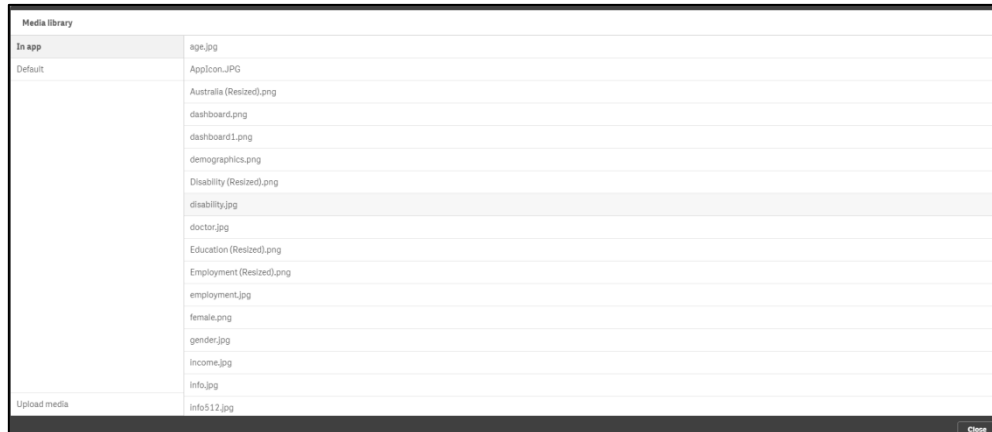 Media library
In app
age.jpg
Default
AppIcon.JPG
Australia (Resized).png
dashboard.png
dashboard1.png
demographics.png
Disability (Resized).png
disability.jpg
doctor.jpg
Education (Resized).png
Employment (Resized).png
employment.jpg
female.png
gender.jpg
income.jpg
info.jpg
Upload media
info512.jpg
Close